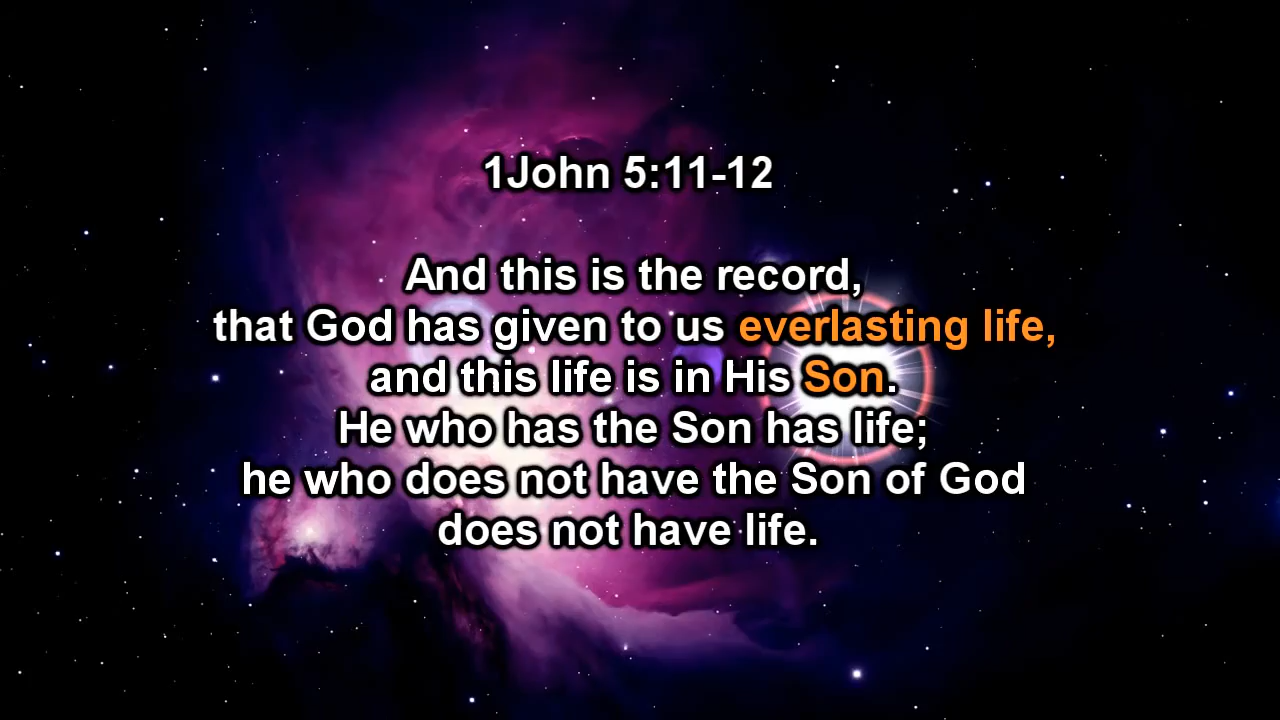 1John 5:11-12
And this is the record,
that God has given to us everlasting life,
and this life is in His Son.
He who has the Son has life;
he who does not have the Son of God
does not have life.